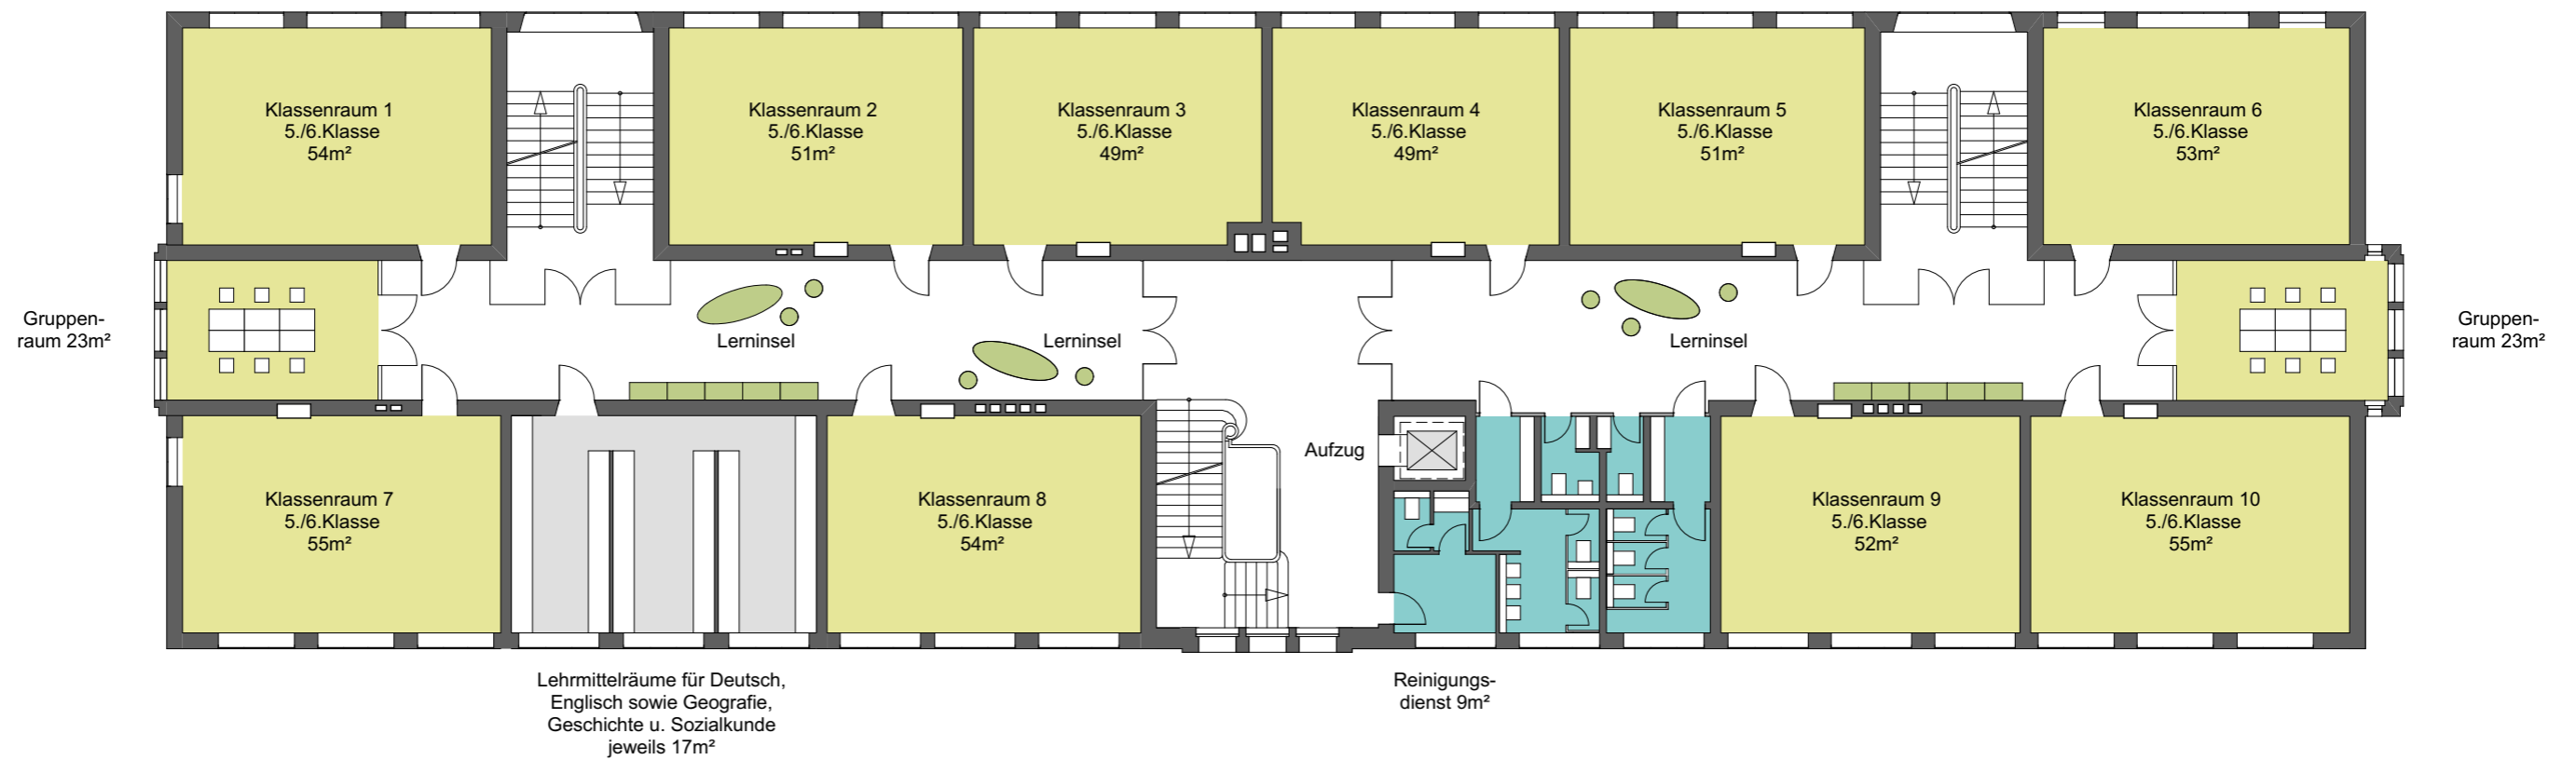 Klassenraum 1
5./6.Klasse
54m²
Klassenraum 2
5./6.Klasse
51m²
Klassenraum 3
5./6.Klasse
49m²
Klassenraum 4
5./6.Klasse
49m²
Klassenraum 5
5./6.Klasse
51m²
Klassenraum 6
5./6.Klasse
53m²
Gruppen-
raum 23m²
Lerninsel
Lerninsel
Lerninsel
Gruppen-
raum 23m²
Klassenraum 7
5./6.Klasse
55m²
Klassenraum 8
5./6.Klasse
54m²
Aufzug
Klassenraum 9
5./6.Klasse
52m²
Klassenraum 10
5./6.Klasse
55m²
Lehrmittelräume für Deutsch,
Englisch sowie Geografie,
Geschichte u. Sozialkunde
jeweils 17m²
Reinigungs-
dienst 9m²